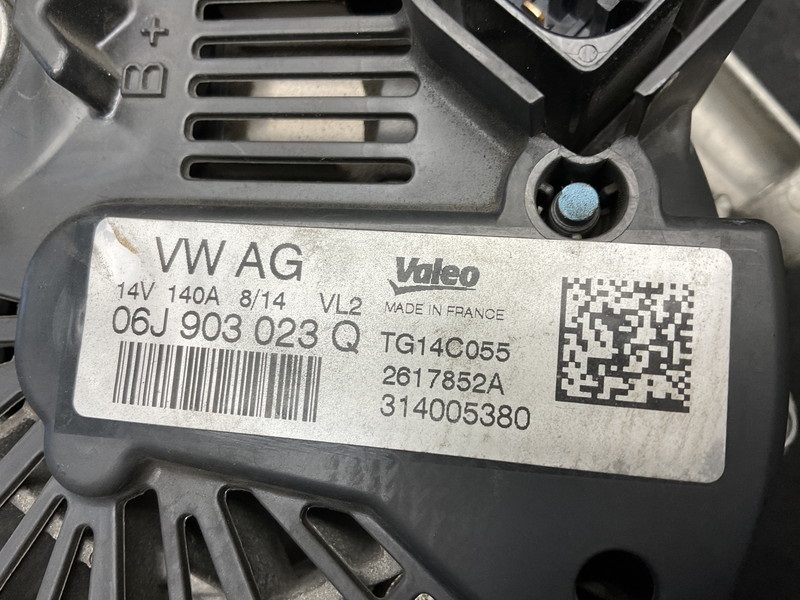 B+
VW AG
14V 140A 8/14 VL2
06J 903 023 Q
Valeo
MADE IN FRANCE
TG14C055
2617852A
314005380